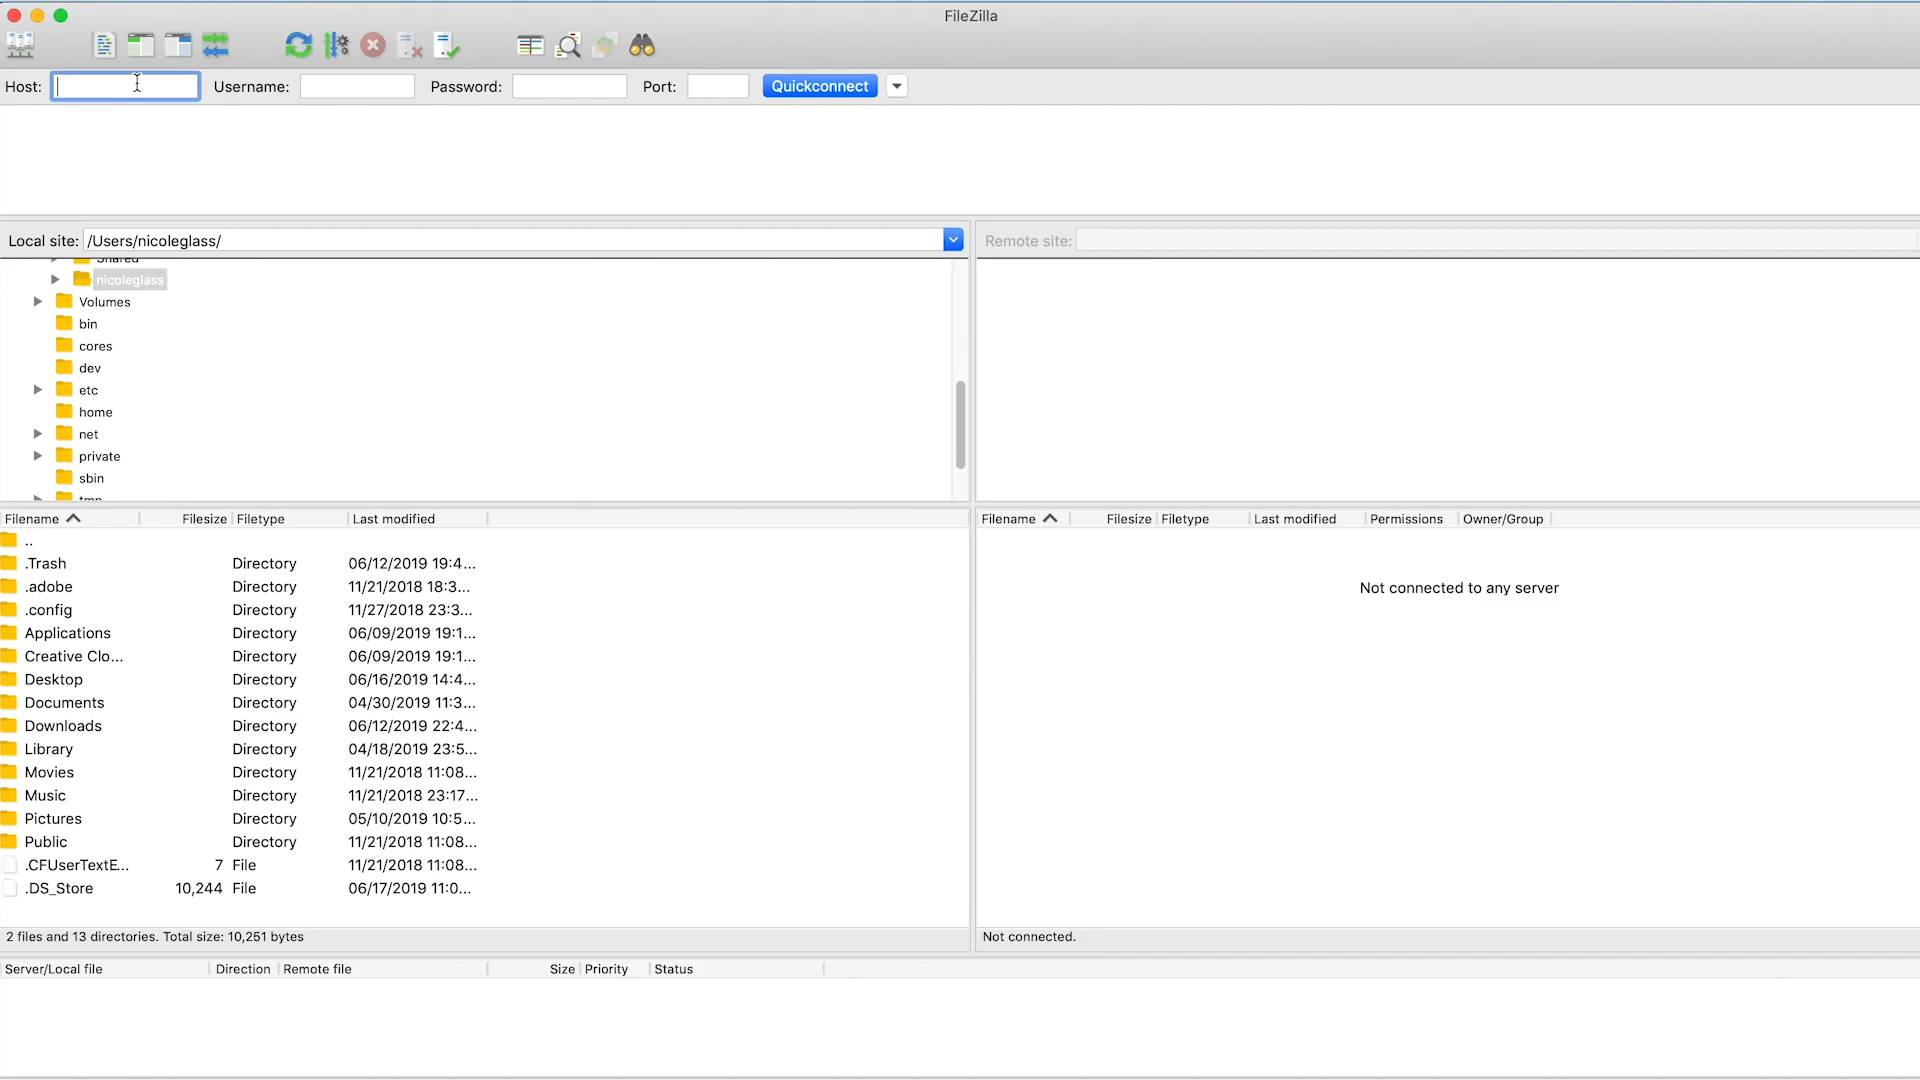 FileZilla
Host: Username: Password: Port: Quickconnect
Local site: /Users/nicoleglass/
Remote site:
Shared
nicoleglass
Volumes
bin
cores
dev
etc
home
net
private
sbin
tmp
Filename Filesize Filetype Last modified
..
.Trash Directory 06/12/2019 19:4...
.adobe Directory 11/21/2018 18:3...
.config Directory 11/27/2018 23:3...
Applications Directory 06/09/2019 19:1...
Creative Clo... Directory 06/09/2019 19:1...
Desktop Directory 06/16/2019 14:4...
Documents Directory 04/30/2019 11:3...
Downloads Directory 06/12/2019 22:4...
Library Directory 04/18/2019 23:5...
Movies Directory 11/21/2018 11:08...
Music Directory 11/21/2018 23:17...
Pictures Directory 05/10/2019 10:5...
Public Directory 11/21/2018 11:08...
.CFUserTextE... 7 File 11/21/2018 11:08...
.DS_Store 10,244 File 06/17/2019 11:0...
2 files and 13 directories. Total size: 10,251 bytes
Filename Filesize Filetype Last modified Permissions Owner/Group
Not connected to any server
Not connected.
Server/Local file Direction Remote file Size Priority Status